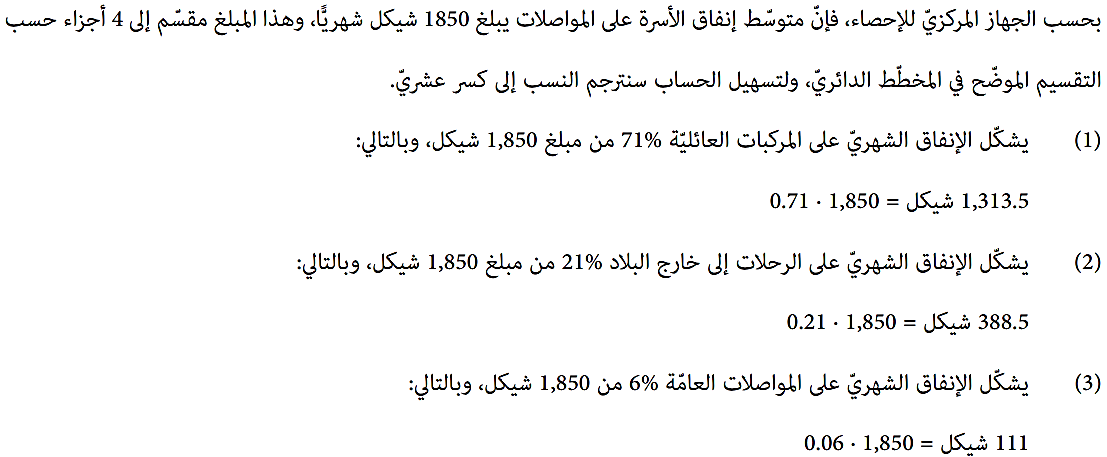 بحسب الجهاز المركزيّ للإحصاء، فإنّ متوسّط إنفاق الأسرة على المواصلات يبلغ 1850 شيكل شهريًّا، وهذا المبلغ مقسّم إلى 4 أجزاء حسب
التقسيم الموضّح في المخطّط الدائريّ، ولتسهيل الحساب سنترجم النسب إلى كسر عشريّ.
(1) يشكّل الإنفاق الشهريّ على المركبات العائليّة 71% من مبلغ 1,850 شيكل، وبالتالي:
0.71 · 1,850 = 1,313.5 شيكل
(2) يشكّل الإنفاق الشهريّ على الرحلات إلى خارج البلاد 21% من مبلغ 1,850 شيكل، وبالتالي:
0.21 · 1,850 = 388.5 شيكل
(3) يشكّل الإنفاق الشهريّ على المواصلات العامّة 6% من 1,850 شيكل، وبالتالي:
0.06 · 1,850 = 111 شيكل